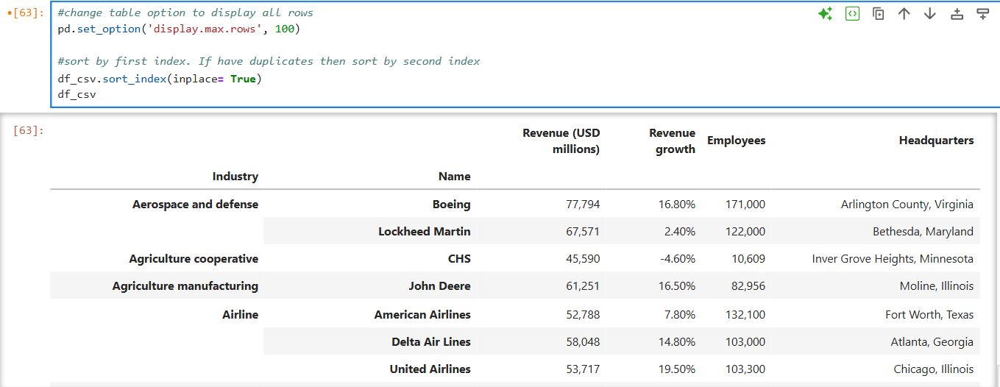 [63]: #change table option to display all rows
pd.set_option('display.max.rows', 100)
#sort by first index. If have duplicates then sort by second index
df_csv.sort_index(inplace= True)
df_csv
[63]:
Revenue (USD millions) Revenue growth Employees Headquarters
Industry Name
Aerospace and defense Boeing 77,794 16.80% 171,000 Arlington County, Virginia
Lockheed Martin 67,571 2.40% 122,000 Bethesda, Maryland
Agriculture cooperative CHS 45,590 -4.60% 10,609 Inver Grove Heights, Minnesota
Agriculture manufacturing John Deere 61,251 16.50% 82,956 Moline, Illinois
Airline American Airlines 52,788 7.80% 132,100 Fort Worth, Texas
Delta Air Lines 58,048 14.80% 103,000 Atlanta, Georgia
United Airlines 53,717 19.50% 103,300 Chicago, Illinois